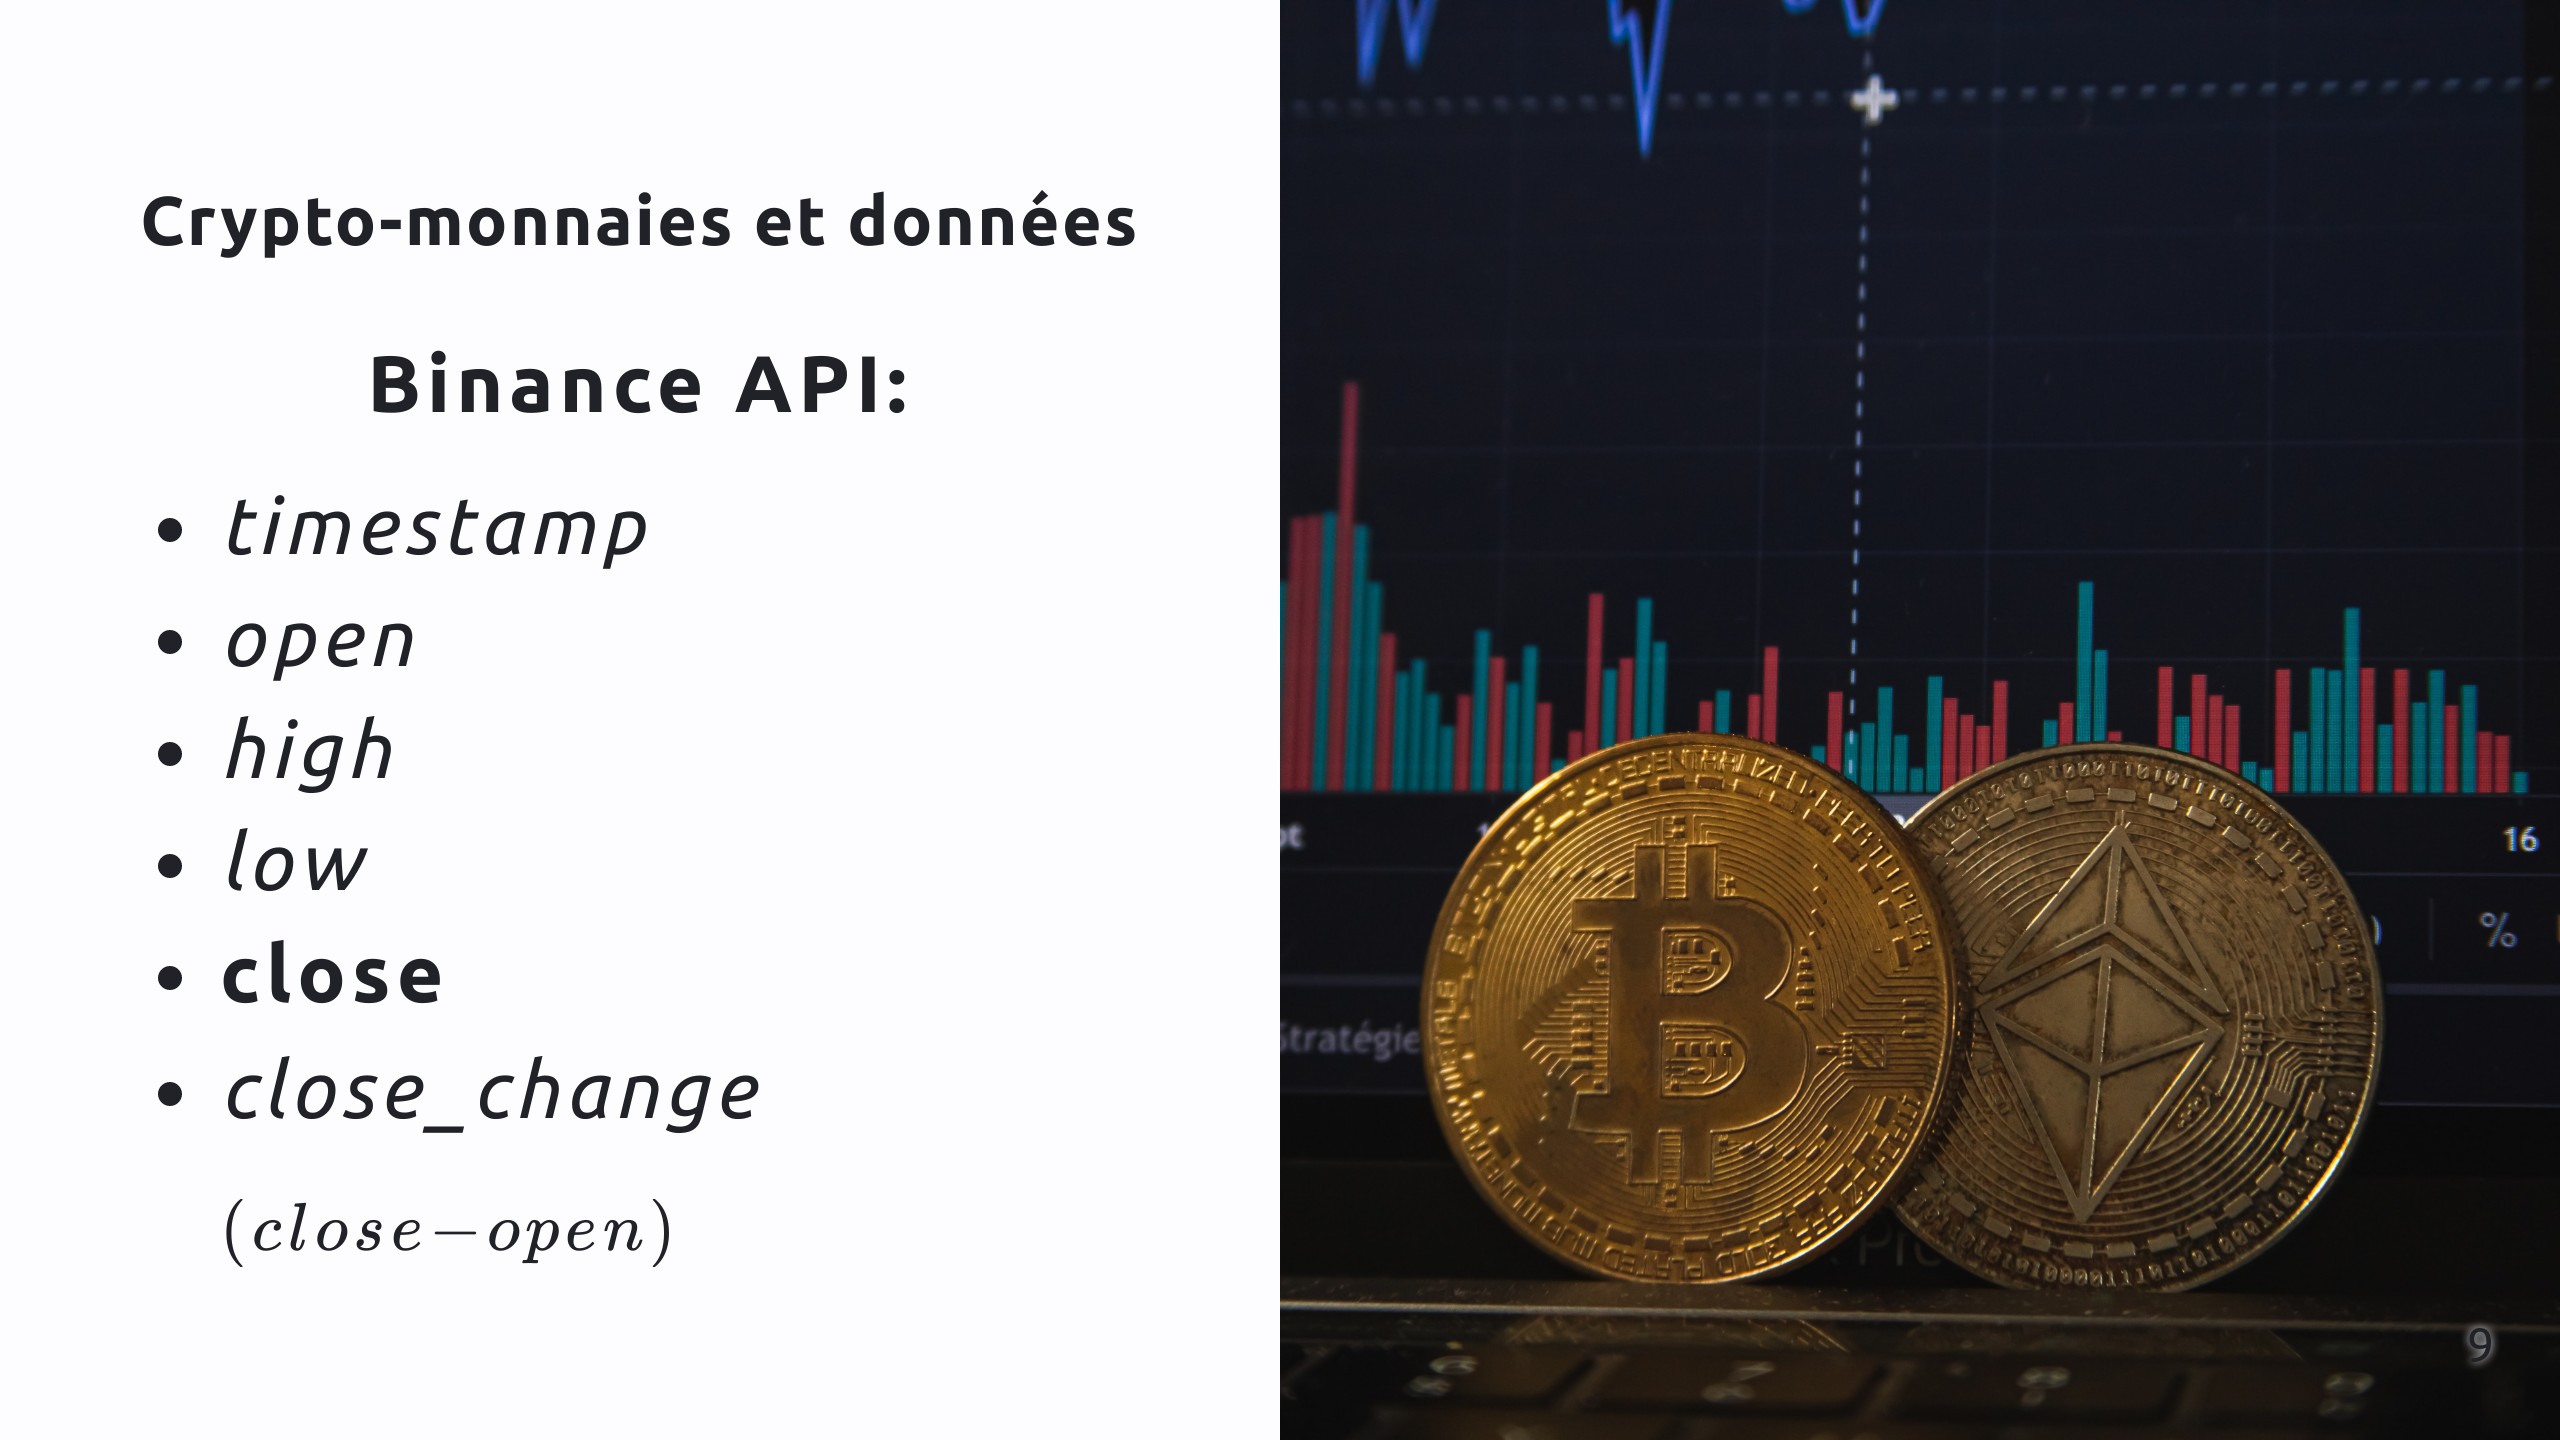 Crypto-monnaies et données
Binance API:
• timestamp
• open
• high
• low
• close
• close_change
(close−open)
16
%
Stratégie
9